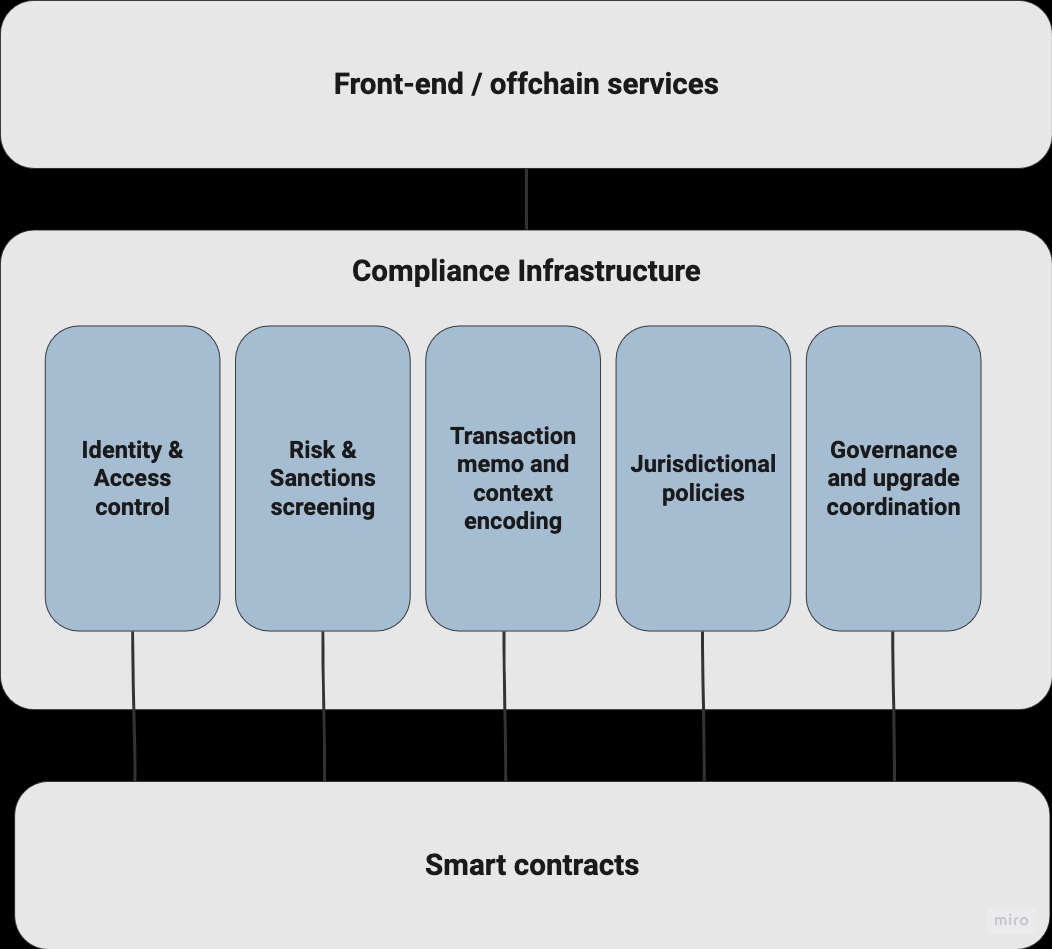 Front-end / offchain services
Compliance Infrastructure
Identity &
Access
control
Risk &
Sanctions
screening
Transaction
memo and
context
encoding
Jurisdictional
policies
Governance
and upgrade
coordination
Smart contracts
miro